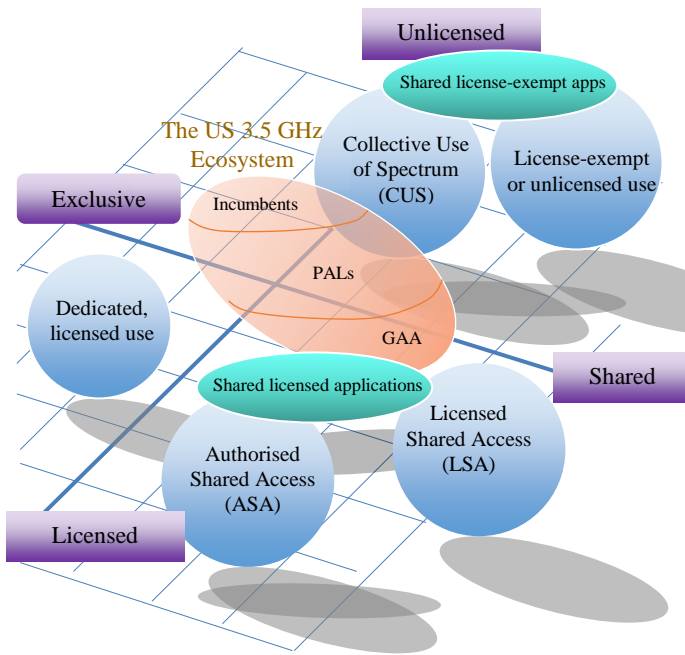 Unlicensed
Shared license-exempt apps
The US 3.5 GHz
Ecosystem
Collective Use
of Spectrum
(CUS)
License-exempt
or unlicensed use
Exclusive
Incumbents
PALs
GAA
Dedicated,
licensed use
Shared
Shared licensed applications
Licensed
Shared Access
(LSA)
Authorised
Shared Access
(ASA)
Licensed